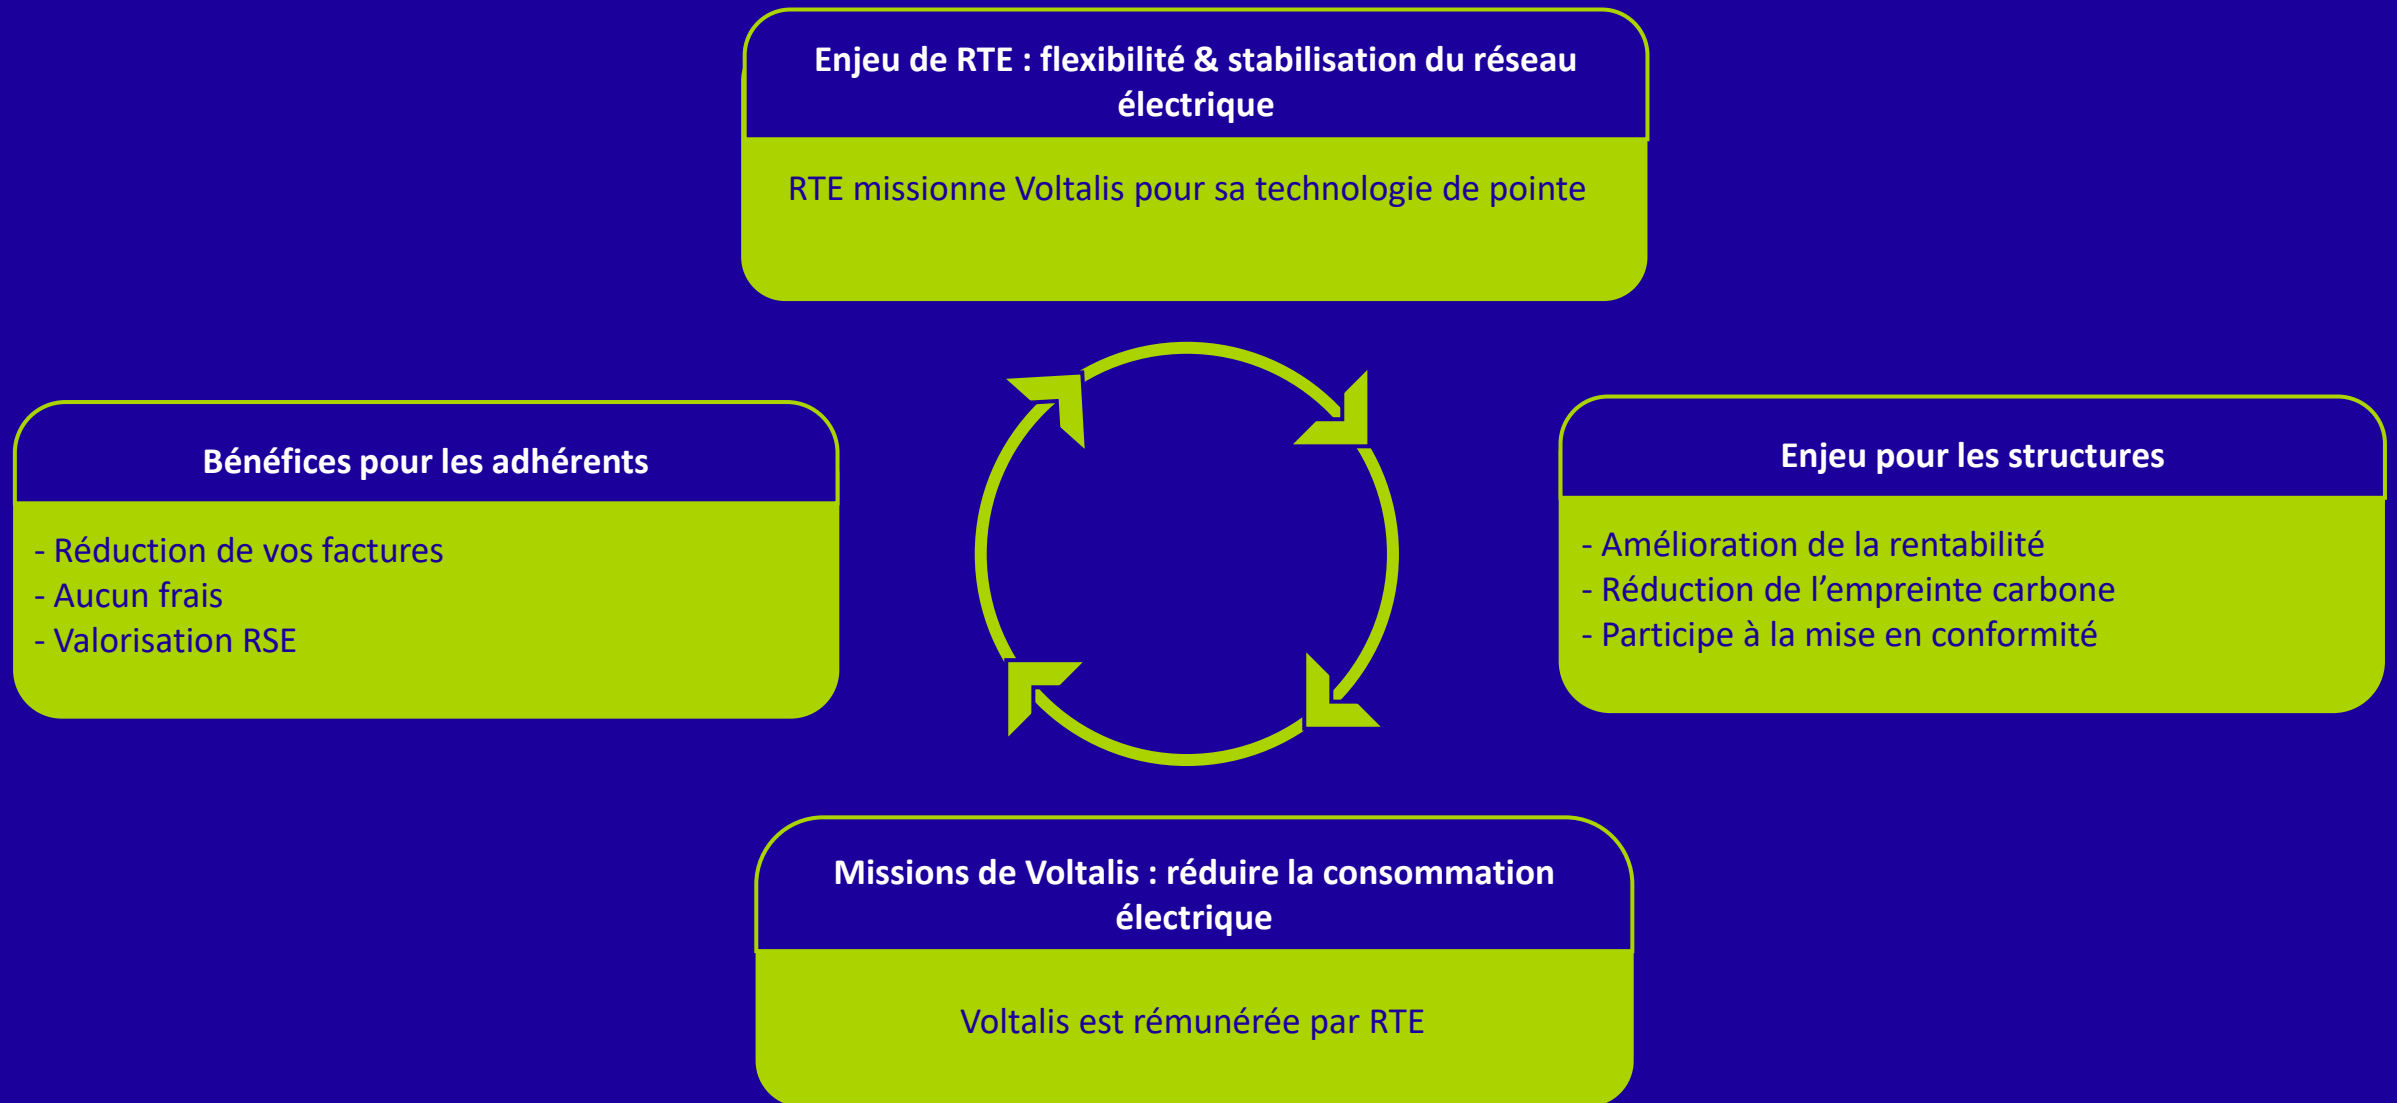 Enjeu de RTE : flexibilité & stabilisation du réseau
électrique
RTE missionne Voltalis pour sa technologie de pointe
Bénéfices pour les adhérents
- Réduction de vos factures
- Aucun frais
- Valorisation RSE
Enjeu pour les structures
- Amélioration de la rentabilité
- Réduction de l’empreinte carbone
- Participe à la mise en conformité
Missions de Voltalis : réduire la consommation
électrique
Voltalis est rémunérée par RTE